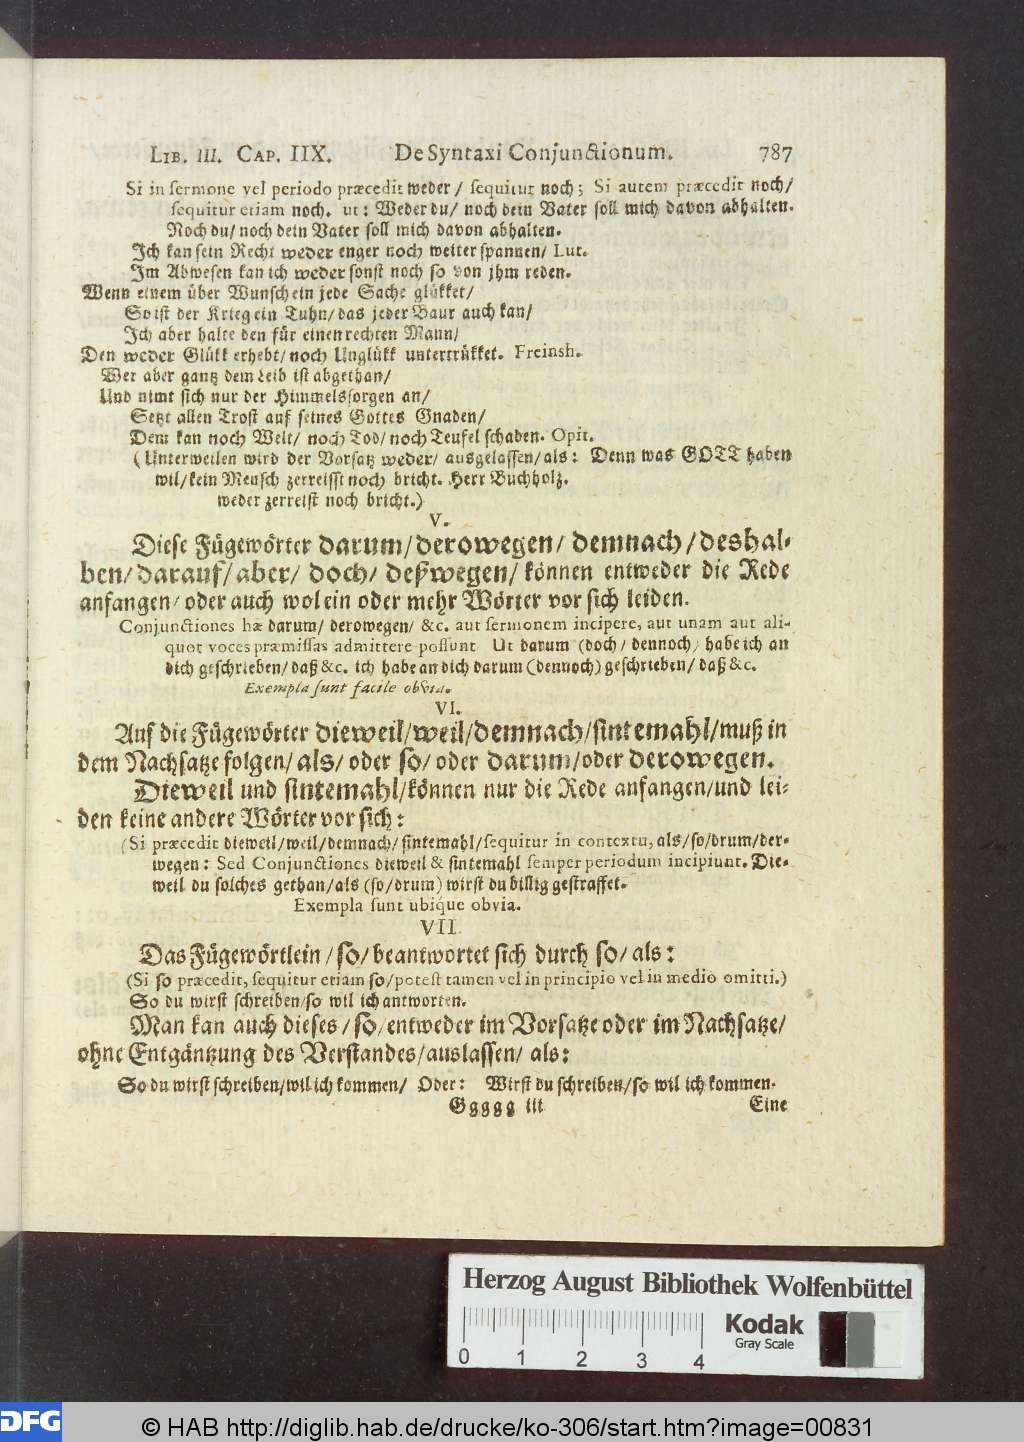 LIB. III. CAP. IIX. De Syntaxi Conjunctionum. 787
Si in sermone vel periodo præcedit weder / sequitur noch; Si autem præcedit noch/
sequitur etiam noch. ut: Weder du/ noch dein Vater soll mich davon abhalten.
Noch du/ noch dein Vater soll mich davon abhalten.
Ich kan sein Recht weder enger noch weiter spannen/ Lut.
Im Abwesen kan ich weder sonst noch so von jhm reden.
Wenn einem über Wunsch ein jede Sache glükket/
So ist der Krieg ein Tuhn/ das jeder Baur auch kan/
Ich aber halte den für einen rechten Mann/
Den weder Glükk erhebt/ noch Unglükk untertrükket. Freinsh.
Wer aber gantz dem Leib ist abgethan/
Und nimt sich nur der Himmelssorgen an/
Setzt allen Trost auf seines Gottes Gnaden/
Dem kan noch Welt/ noch Tod/ noch Teufel schaden. Opit.
(Unterweilen wird der Vorsatz weder/ ausgelassen/ als: Denn was GOTT haben
wil/ kein Mensch zerreisst noch bricht. Herr Buchholz.
weder zerreist noch bricht.)
V.
Diese Fügewörter darum/ derowegen/ demnach/ deshal-
ben/ darauf/ aber/ doch/ deßwegen/ können entweder die Rede
anfangen/ oder auch wol ein oder mehr Wörter vor sich leiden.
Conjunctiones hæ darum/ derowegen/ &c. aut sermonem incipere, aut unam aut ali-
quot voces præmissas admittere possunt Ut darum (doch/ dennoch/ habe ich an
dich geschrieben/ daß &c. ich habe an dich darum (dennoch) geschrieben/ daß &c.
Exempla sunt facile obvia.
VI.
Auf die Fügewörter dieweil/ weil/ demnach/ sintemahl/ muß in
dem Nachsatze folgen/ als/ oder so/ oder darum/ oder derowegen.
Dieweil und sintemahl/ können nur die Rede anfangen/ und lei-
den keine andere Wörter vor sich:
(Si præcedit dieweil/ weil/ demnach/ sintemahl/ sequitur in contextu, als/ so/ drum/ der-
wegen: Sed Conjunctiones dieweil & sintemahl semper periodum incipiunt. Die-
weil du solches gethan/ als (so/ drum) wirst du billig gestraffet.
Exempla sunt ubique obvia.
VII.
Das Fügewörtlein/ so/ beantwortet sich durch so/ als:
(Si so præcedit, sequitur etiam so/ potest tamen vel in principio vel in medio omitti.)
So du wirst schreiben/ so wil ich antworten.
Man kan auch dieses/ so/ entweder im Vorsatze oder im Nachsatze/
ohne Entgäntzung des Verstandes/ auslassen/ als:
So du wirst schreiben/ wil ich kommen/ Oder: Wirst du schreiben/ so wil ich kommen.
Ggggg iii Eine
Herzog August Bibliothek Wolfenbüttel
Kodak
Gray Scale
0 1 2 3 4
DFG
© HAB http://diglib.hab.de/drucke/ko-306/start.htm?image=00831